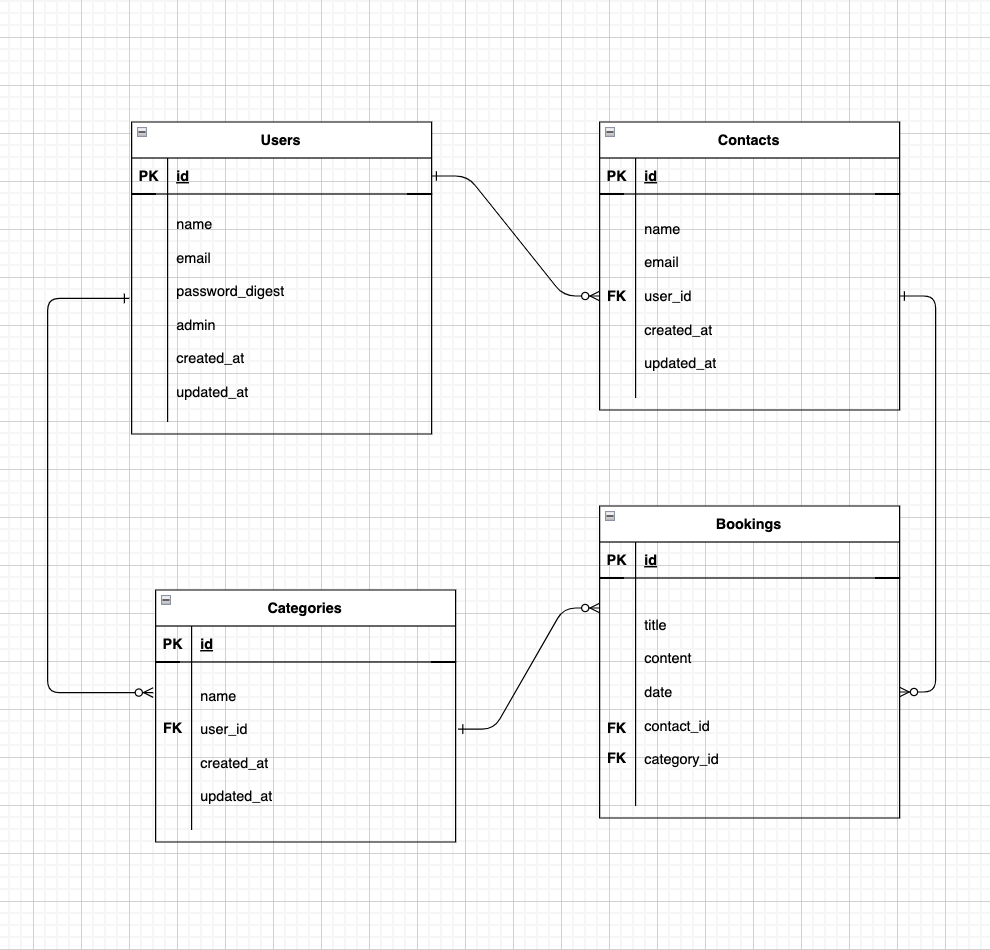 Users
PK id
name
email
password_digest
admin
created_at
updated_at
Contacts
PK id
name
email
FK user_id
created_at
updated_at
Categories
PK id
name
FK user_id
created_at
updated_at
Bookings
PK id
title
content
date
FK contact_id
FK category_id